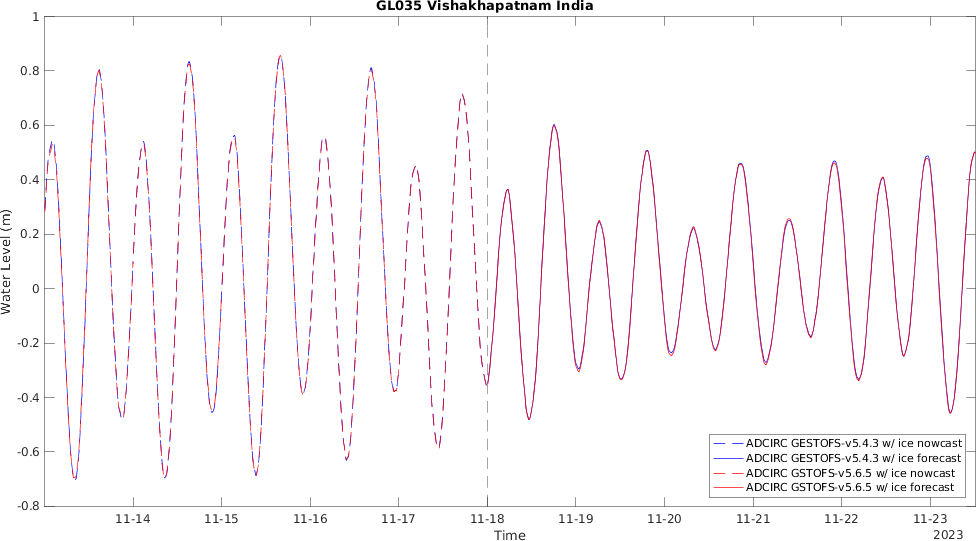 GL035 Vishakhapatnam India
Water Level (m)
1
0.8
0.6
0.4
0.2
0
-0.2
-0.4
-0.6
-0.8
ADCIRC GESTOFS-v5.4.3 w/ ice nowcast
ADCIRC GESTOFS-v5.4.3 w/ ice forecast
ADCIRC GSTOFS-v5.6.5 w/ ice nowcast
ADCIRC GSTOFS-v5.6.5 w/ ice forecast
11-14 11-15 11-16 11-17 11-18 11-19 11-20 11-21 11-22 11-23
Time
2023